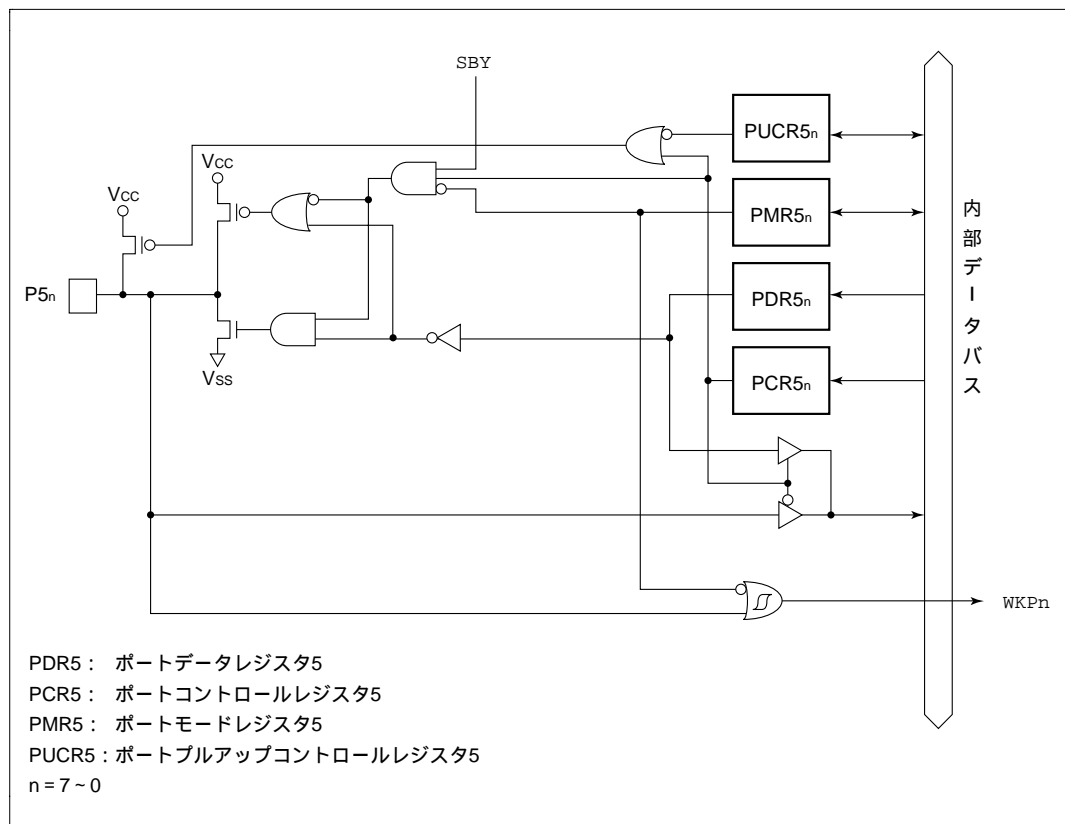 SBY
PUCR5n
VCC
VCC
PMR5n
内部データバス
P5n
PDR5n
VSS
PCR5n
WKPn
PDR5： ポートデータレジスタ5
PCR5： ポートコントロールレジスタ5
PMR5： ポートモードレジスタ5
PUCR5：ポートプルアップコントロールレジスタ5
n = 7 ~ 0